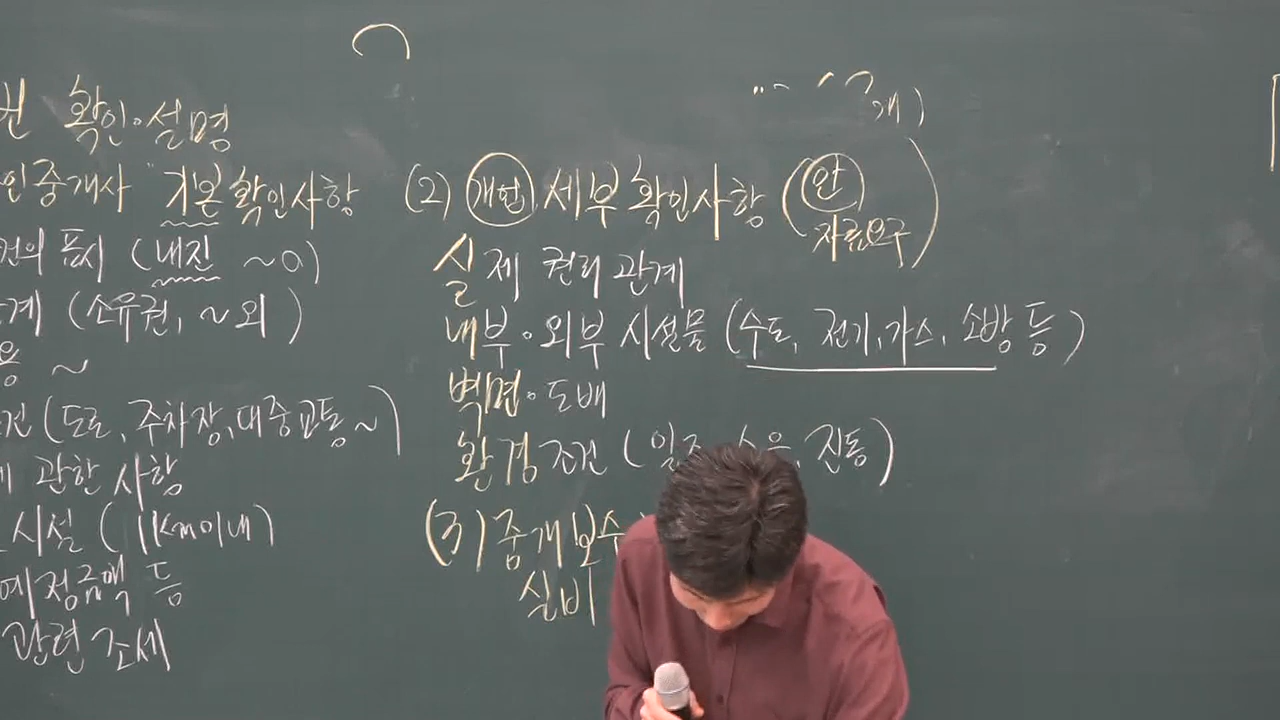 확인·설명
인중개사 "기본확인사항
건의 표시 (내진 ~o)
계 (소유권, ~외)
용 ~
건 (도로, 주차장, 대중교통~)
관한 사항
시설 (1km이내)
예정금액 등
관련 조세
개)
(2) 세부 확인사항 (안 자료요구)
실제 권리관계
내부·외부 시설물 (수도, 전기, 가스, 소방 등)
벽면·도배
환경조건 (일조, 소음, 진동)
(3) 중개보수
실비